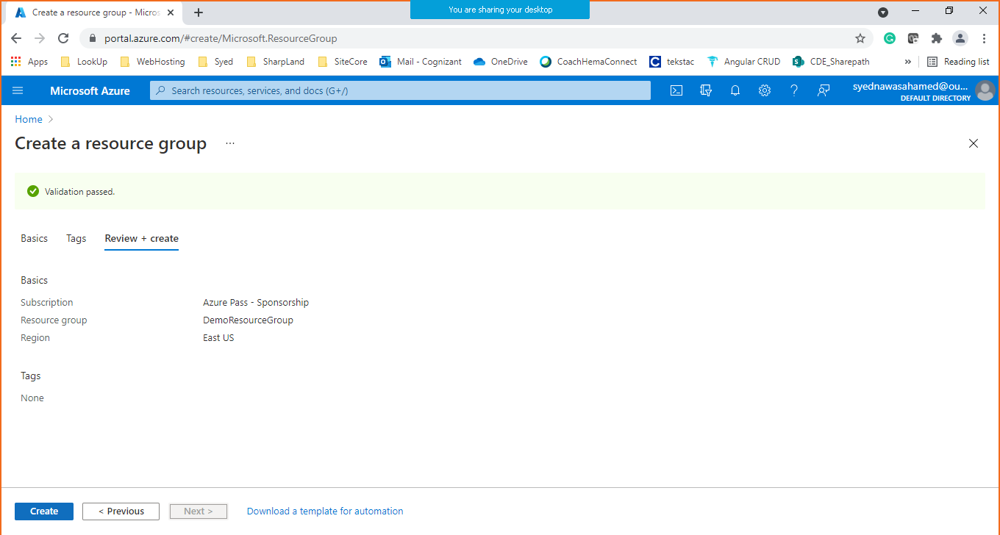 You are sharing your desktop
Create a resource group - Micros
portal.azure.com/#create/Microsoft.ResourceGroup
Apps LookUp WebHosting Syed SharpLand SiteCore Mail - Cognizant OneDrive CoachHemaConnect tekstac Angular CRUD CDE_Sharepath » Reading list
Microsoft Azure Search resources, services, and docs (G+/) syednawasahamed@ou...
DEFAULT DIRECTORY
Home >
Create a resource group ...
Validation passed.
Basics Tags Review + create
Basics
Subscription Azure Pass - Sponsorship
Resource group DemoResourceGroup
Region East US
Tags
None
Create < Previous Next > Download a template for automation